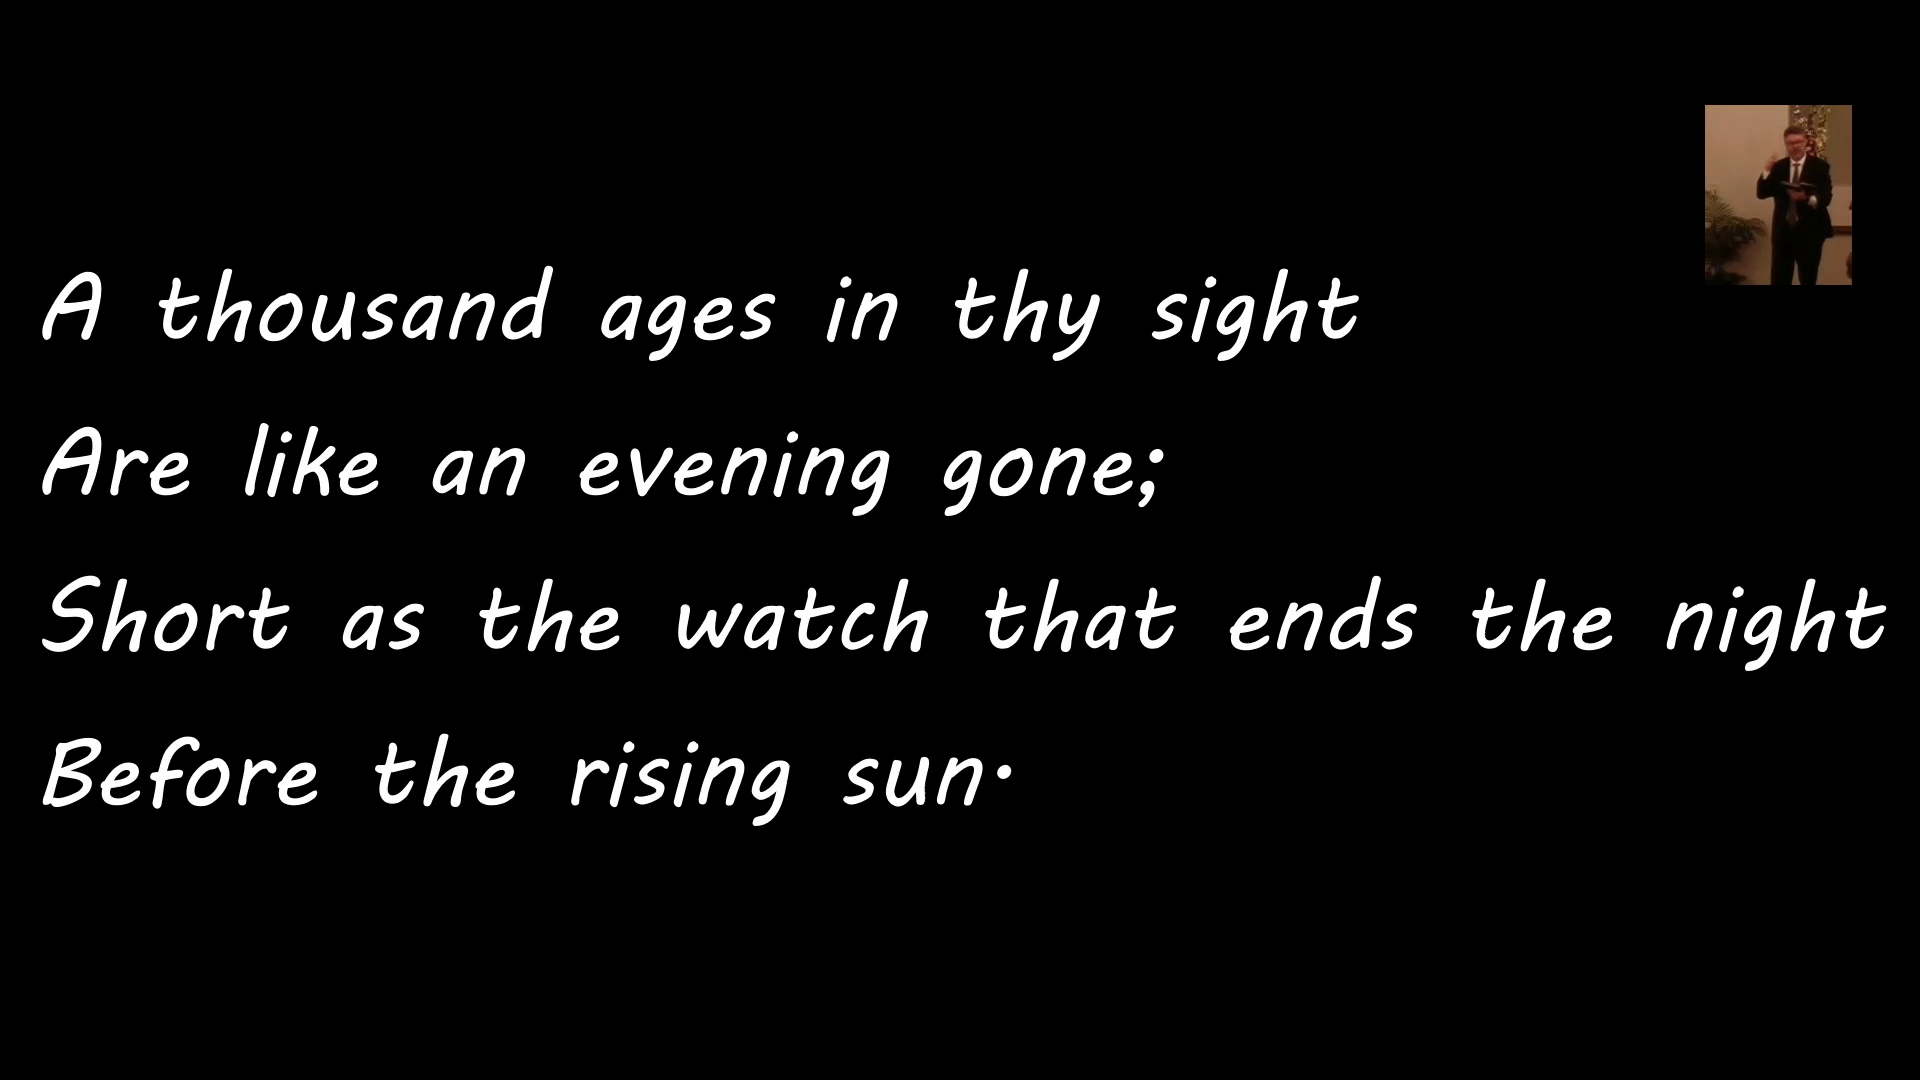 A thousand ages in thy sight
Are like an evening gone;
Short as the watch that ends the night
Before the rising sun.